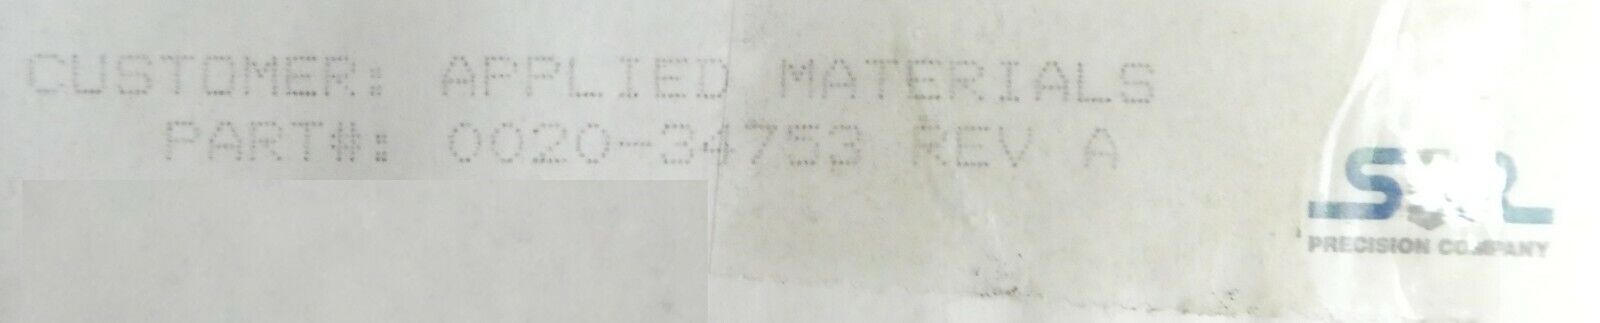 CUSTOMER: APPLIED MATERIALS
PART#: 0020-34753 REV A
PRECISION COMPANY